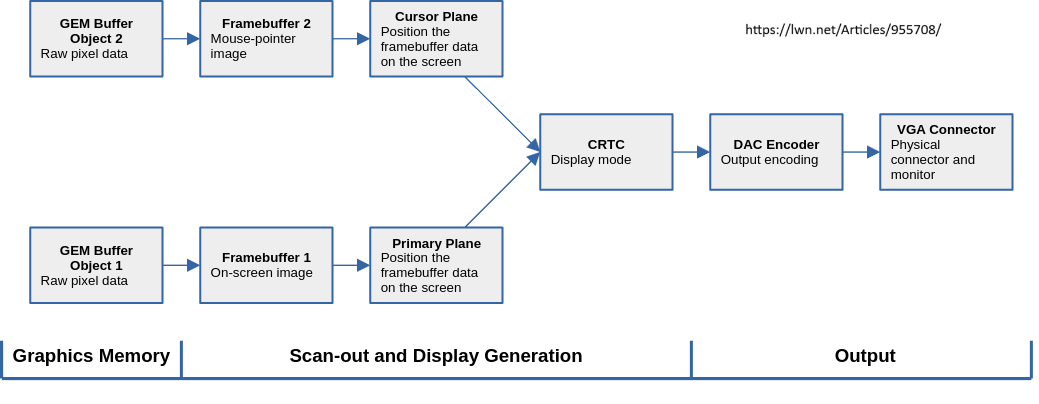 GEM Buffer
Object 2
Raw pixel data
Framebuffer 2
Mouse-pointer
image
Cursor Plane
Position the
framebuffer data
on the screen
https://lwn.net/Articles/955708/
CRTC
Display mode
DAC Encoder
Output encoding
VGA Connector
Physical
connector and
monitor
GEM Buffer
Object 1
Raw pixel data
Framebuffer 1
On-screen image
Primary Plane
Position the
framebuffer data
on the screen
Graphics Memory
Scan-out and Display Generation
Output